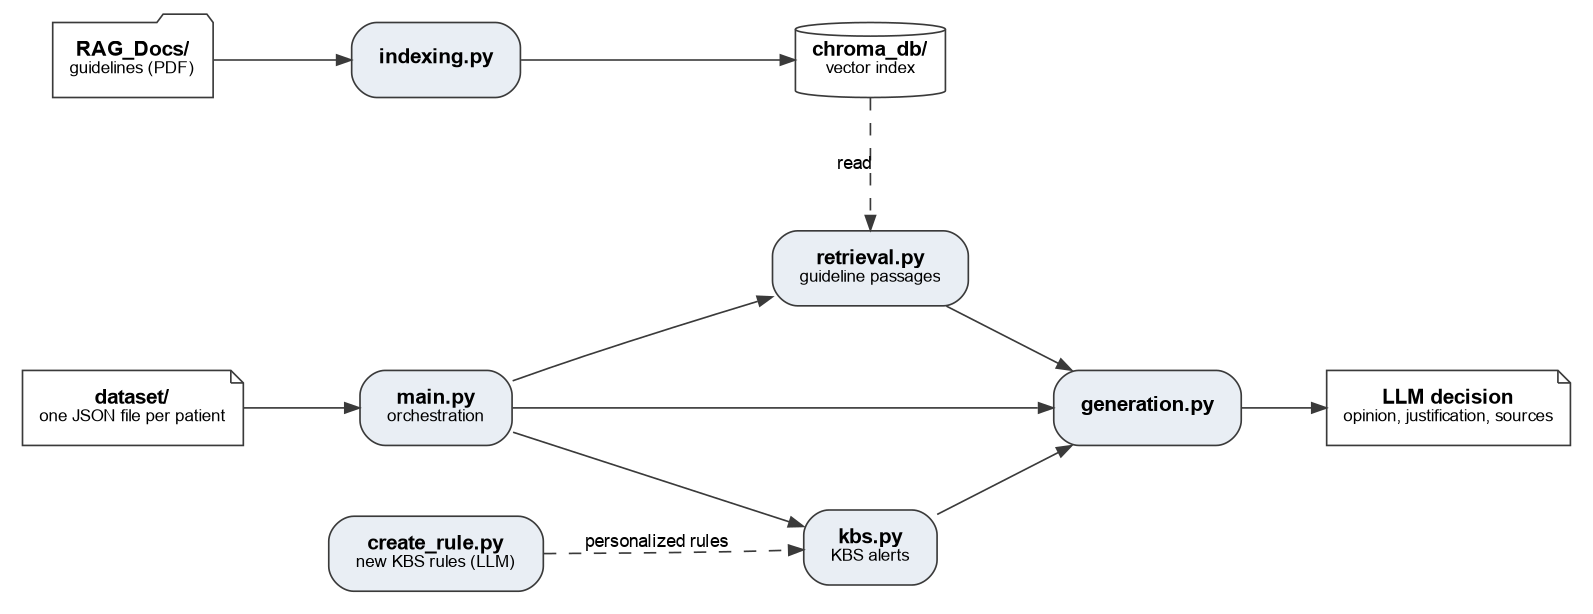 RAG_Docs/
guidelines (PDF)
indexing.py
chroma_db/
vector index
read
retrieval.py
guideline passages
dataset/
one JSON file per patient
main.py
orchestration
generation.py
LLM decision
opinion, justification, sources
create_rule.py
new KBS rules (LLM)
personalized rules
kbs.py
KBS alerts